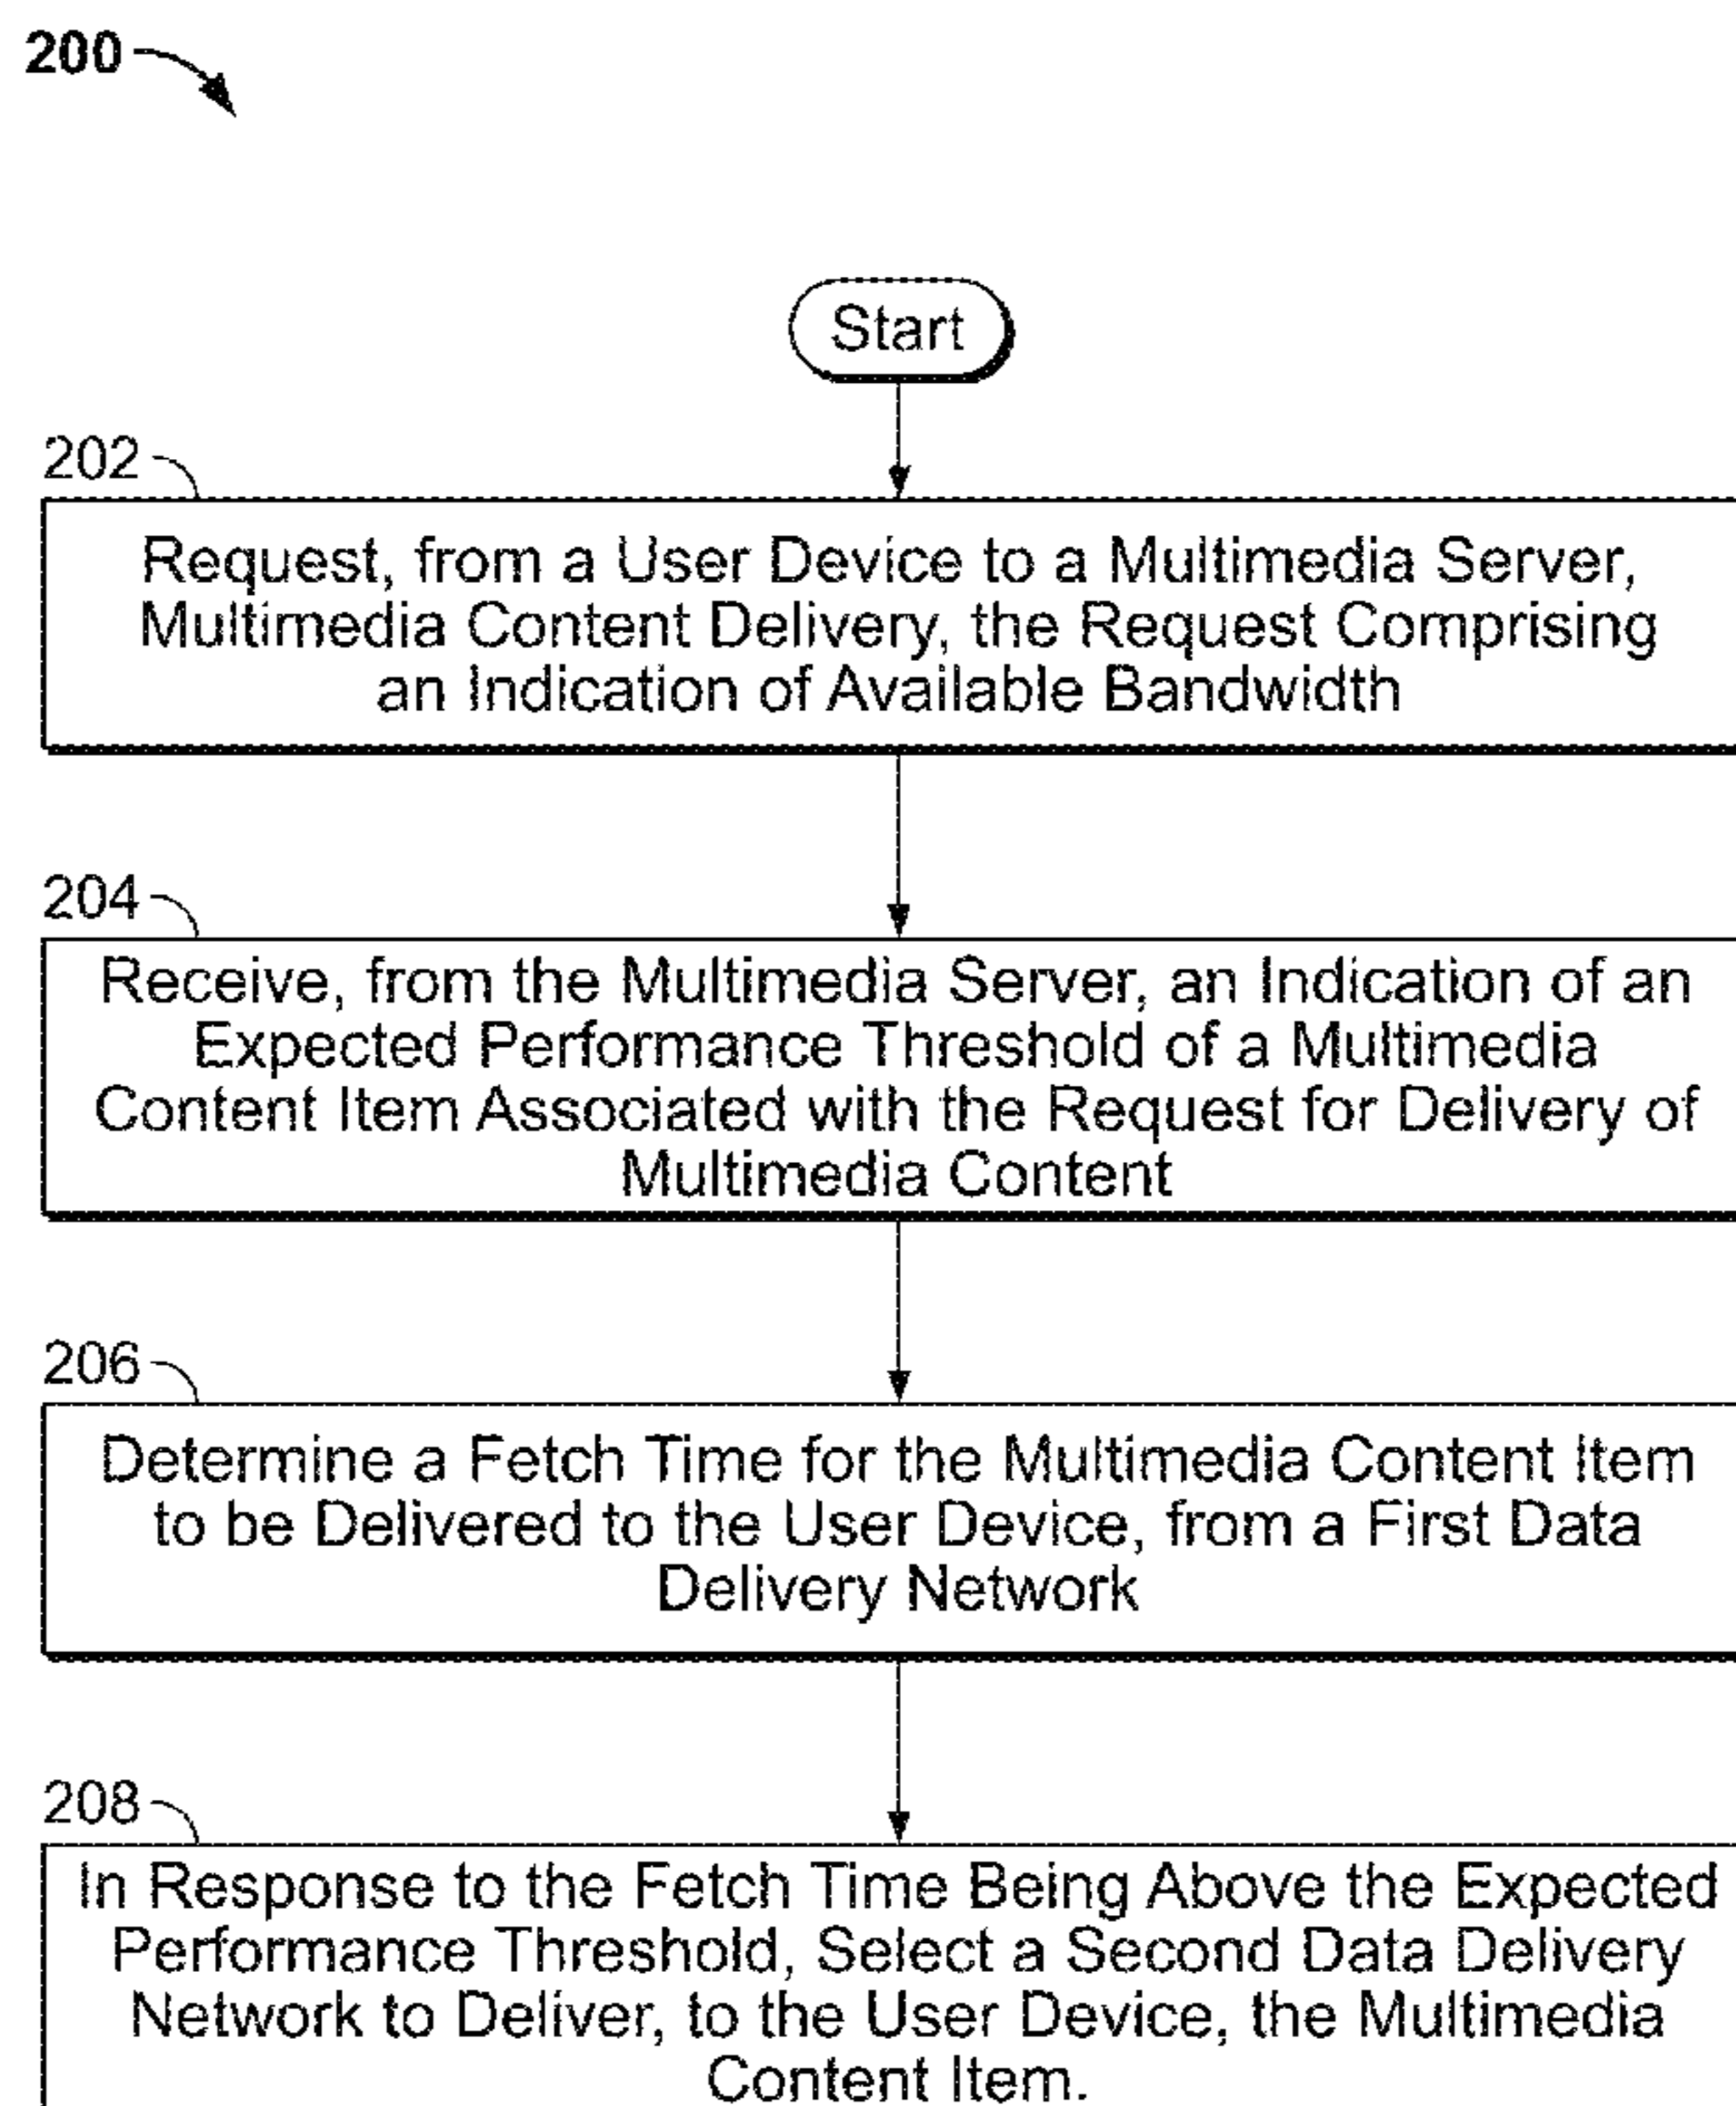 200
Start
202
Request, from a User Device to a Multimedia Server,
Multimedia Content Delivery, the Request Comprising
an Indication of Available Bandwidth
204
Receive, from the Multimedia Server, an Indication of an
Expected Performance Threshold of a Multimedia
Content Item Associated with the Request for Delivery of
Multimedia Content
206
Determine a Fetch Time for the Multimedia Content Item
to be Delivered to the User Device, from a First Data
Delivery Network
208
In Response to the Fetch Time Being Above the Expected
Performance Threshold, Select a Second Data Delivery
Network to Deliver, to the User Device, the Multimedia
Content Item.